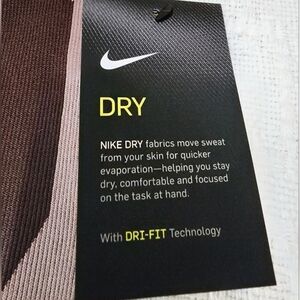 DRY
NIKE DRY fabrics move sweat
from your skin for quicker
evaporation—helping you stay
dry, comfortable and focused
on the task at hand.
With DRI-FIT Technology